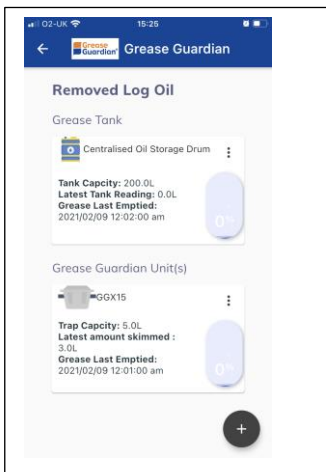 O2-UK 15:25
Grease Guardian Grease Guardian
Removed Log Oil
Grease Tank
Centralised Oil Storage Drum
Tank Capcity: 200.0L
Latest Tank Reading: 0.0L
Grease Last Emptied:
2021/02/09 12:02:00 am
0%
Grease Guardian Unit(s)
GGX15
Trap Capcity: 5.0L
Latest amount skimmed :
3.0L
Grease Last Emptied:
2021/02/09 12:01:00 am
0%
+